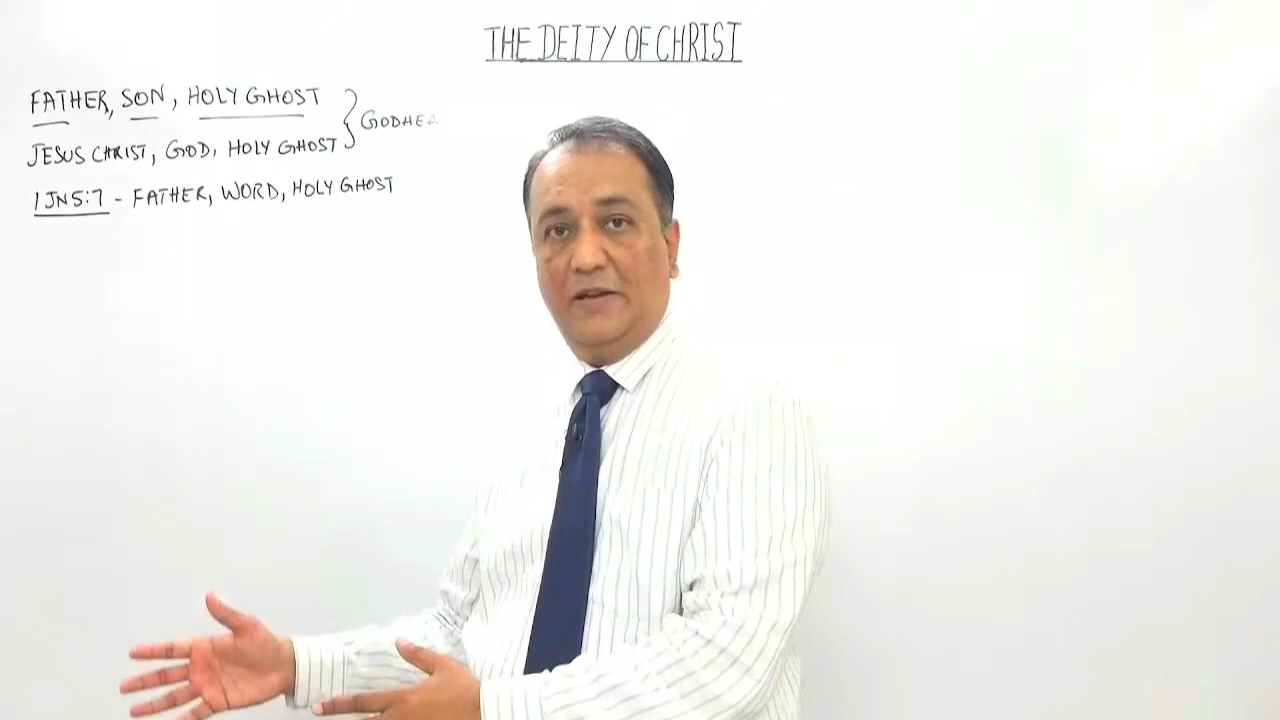 THE DEITY OF CHRIST
FATHER, SON, HOLY GHOST
GODHEA
JESUS CHRIST, GOD, HOLY GHOST
1 JN 5:7 - FATHER, WORD, HOLY GHOST